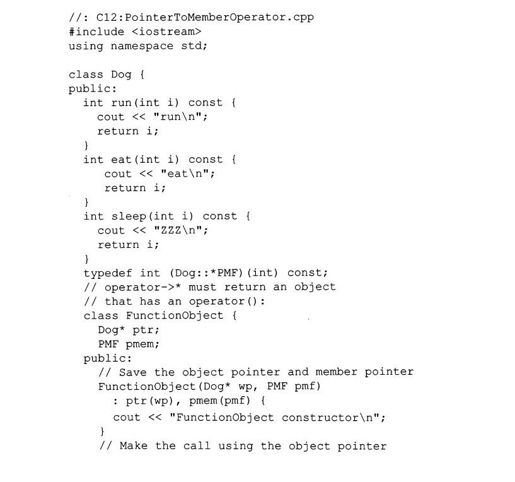 //: C12:PointerToMemberOperator.cpp
#include <iostream>
using namespace std;
class Dog {
public:
int run(int i) const {
cout << "run\n";
return i;
}
int eat(int i) const {
cout << "eat\n";
return i;
}
int sleep(int i) const {
cout << "ZZZ\n";
return i;
}
typedef int (Dog::*PMF)(int) const;
// operator->* must return an object
// that has an operator():
class FunctionObject {
Dog* ptr;
PMF pmem;
public:
// Save the object pointer and member pointer
FunctionObject(Dog* wp, PMF pmf)
: ptr(wp), pmem(pmf) {
cout << "FunctionObject constructor\n";
}
// Make the call using the object pointer